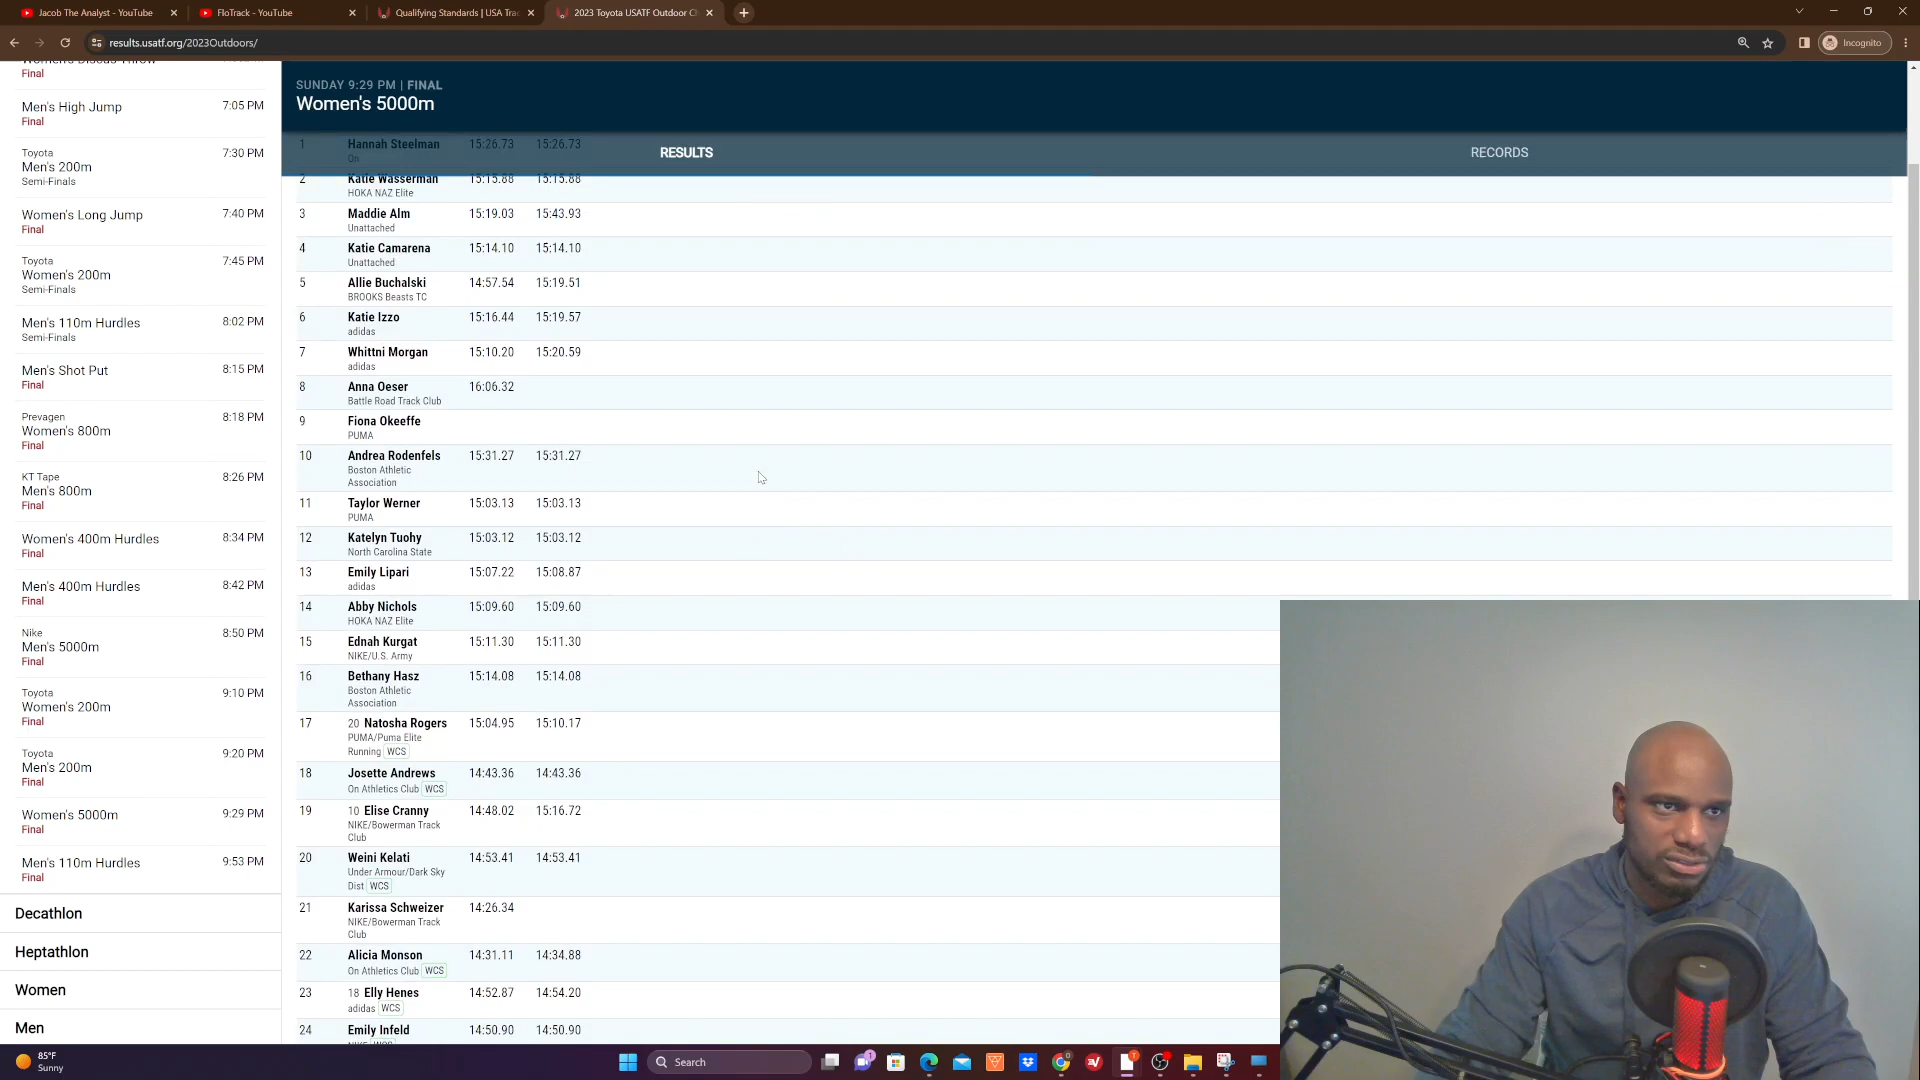 Jacob The Analyst - YouTube
FloTrack - YouTube
Qualifying Standards | USA Trac
2023 Toyota USATF Outdoor C
results.usatf.org/2023Outdoors/
Incognito
Women's Discus Throw
Final
Men's High Jump 7:05 PM
Final
Toyota 7:30 PM
Men's 200m
Semi-Finals
Women's Long Jump 7:40 PM
Final
Toyota 7:45 PM
Women's 200m
Semi-Finals
Men's 110m Hurdles 8:02 PM
Semi-Finals
Men's Shot Put 8:15 PM
Final
Prevagen 8:18 PM
Women's 800m
Final
KT Tape 8:26 PM
Men's 800m
Final
Women's 400m Hurdles 8:34 PM
Final
Men's 400m Hurdles 8:42 PM
Final
Nike 8:50 PM
Men's 5000m
Final
Toyota 9:10 PM
Women's 200m
Final
Toyota 9:20 PM
Men's 200m
Final
Women's 5000m 9:29 PM
Final
Men's 110m Hurdles 9:53 PM
Final
Decathlon
Heptathlon
Women
Men
SUNDAY 9:29 PM | FINAL
Women's 5000m
RESULTS
RECORDS
1 Hannah Steelman 15:26.73 15:26.73
On
2 Katie Wasserman 15:15.88 15:15.88
HOKA NAZ Elite
3 Maddie Alm 15:19.03 15:43.93
Unattached
4 Katie Camarena 15:14.10 15:14.10
Unattached
5 Allie Buchalski 14:57.54 15:19.51
BROOKS Beasts TC
6 Katie Izzo 15:16.44 15:19.57
adidas
7 Whittni Morgan 15:10.20 15:20.59
adidas
8 Anna Oeser 16:06.32
Battle Road Track Club
9 Fiona Okeeffe
PUMA
10 Andrea Rodenfels 15:31.27 15:31.27
Boston Athletic
Association
11 Taylor Werner 15:03.13 15:03.13
PUMA
12 Katelyn Tuohy 15:03.12 15:03.12
North Carolina State
13 Emily Lipari 15:07.22 15:08.87
adidas
14 Abby Nichols 15:09.60 15:09.60
HOKA NAZ Elite
15 Ednah Kurgat 15:11.30 15:11.30
NIKE/U.S. Army
16 Bethany Hasz 15:14.08 15:14.08
Boston Athletic
Association
17 20 Natosha Rogers 15:04.95 15:10.17
PUMA/Puma Elite
Running WCS
18 Josette Andrews 14:43.36 14:43.36
On Athletics Club WCS
19 10 Elise Cranny 14:48.02 15:16.72
NIKE/Bowerman Track
Club
20 Weini Kelati 14:53.41 14:53.41
Under Armour/Dark Sky
Dist WCS
21 Karissa Schweizer 14:26.34
NIKE/Bowerman Track
Club
22 Alicia Monson 14:31.11 14:34.88
On Athletics Club WCS
23 18 Elly Henes 14:52.87 14:54.20
adidas WCS
24 Emily Infeld 14:50.90 14:50.90
NIKE WCS
85°F
Sunny
Search